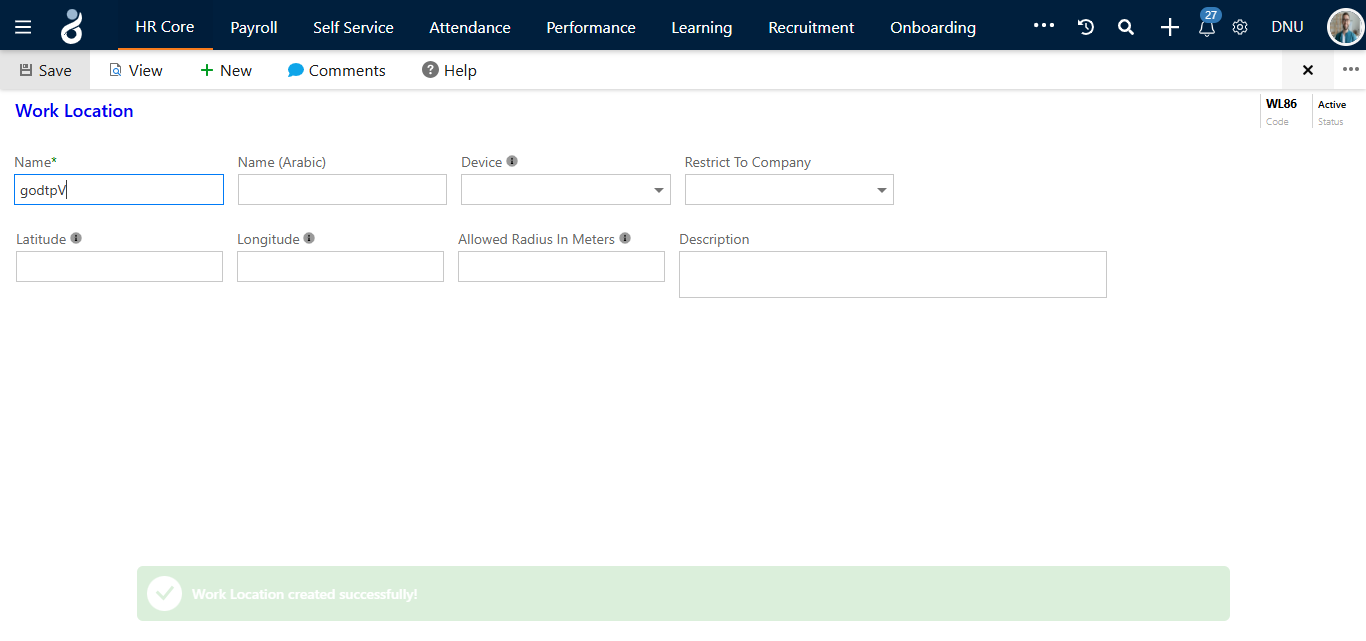 HR Core Payroll Self Service Attendance Performance Learning Recruitment Onboarding 27 DNU
Save View New Comments Help
Work Location
WL86 Active
Code Status
Name* Name (Arabic) Device Restrict To Company
godtpV
Latitude Longitude Allowed Radius In Meters Description
Work Location created successfully!